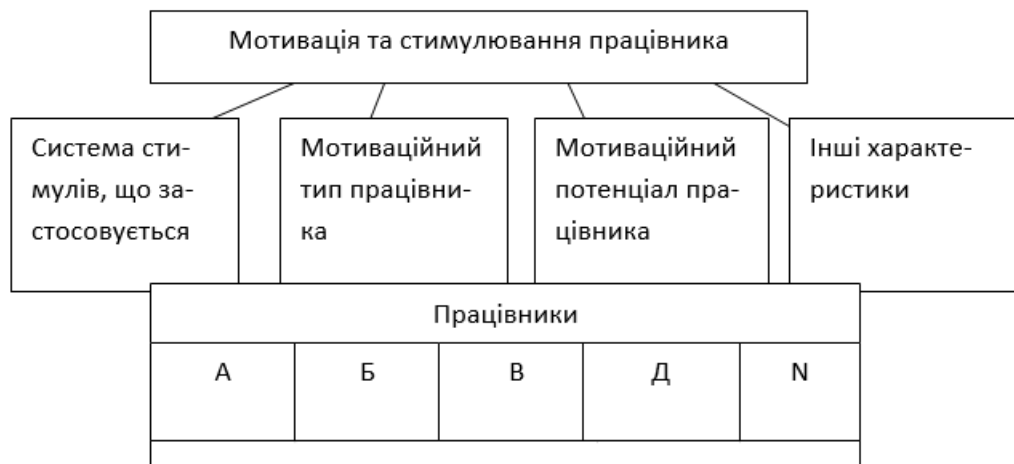 Мотивація та стимулювання працівника
Система сти-
мулів, що за-
стосовується
Мотиваційний
тип працівни-
ка
Мотиваційний
потенціал пра-
цівника
Інші характе-
ристики
Працівники
А Б В Д N